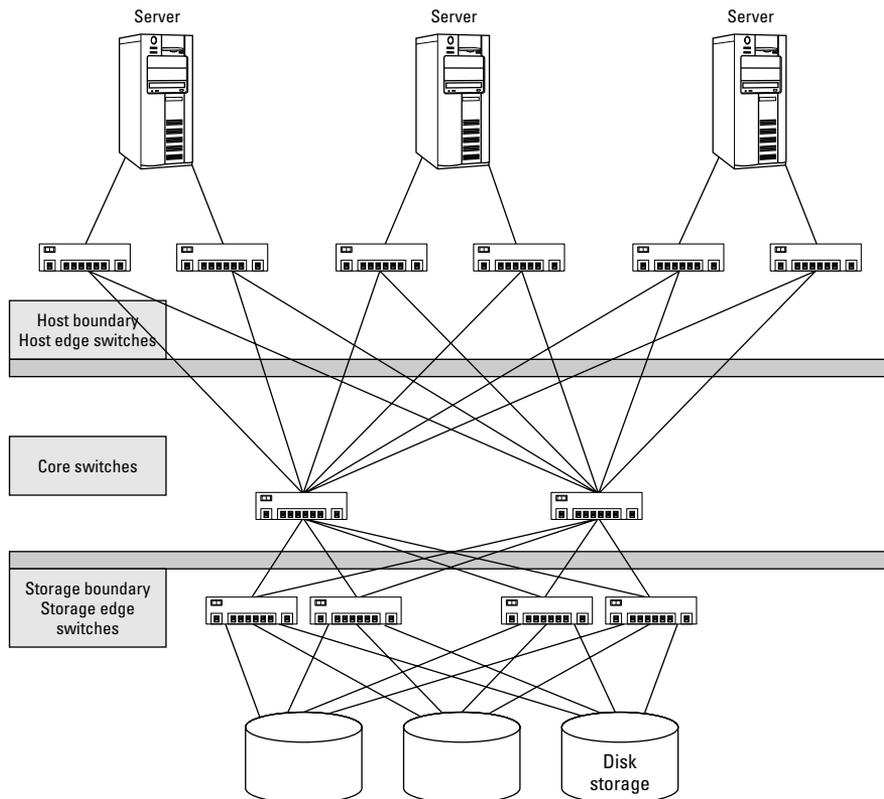 Server
Server
Server
Host boundary
Host edge switches
Core switches
Storage boundary
Storage edge
switches
Disk
storage